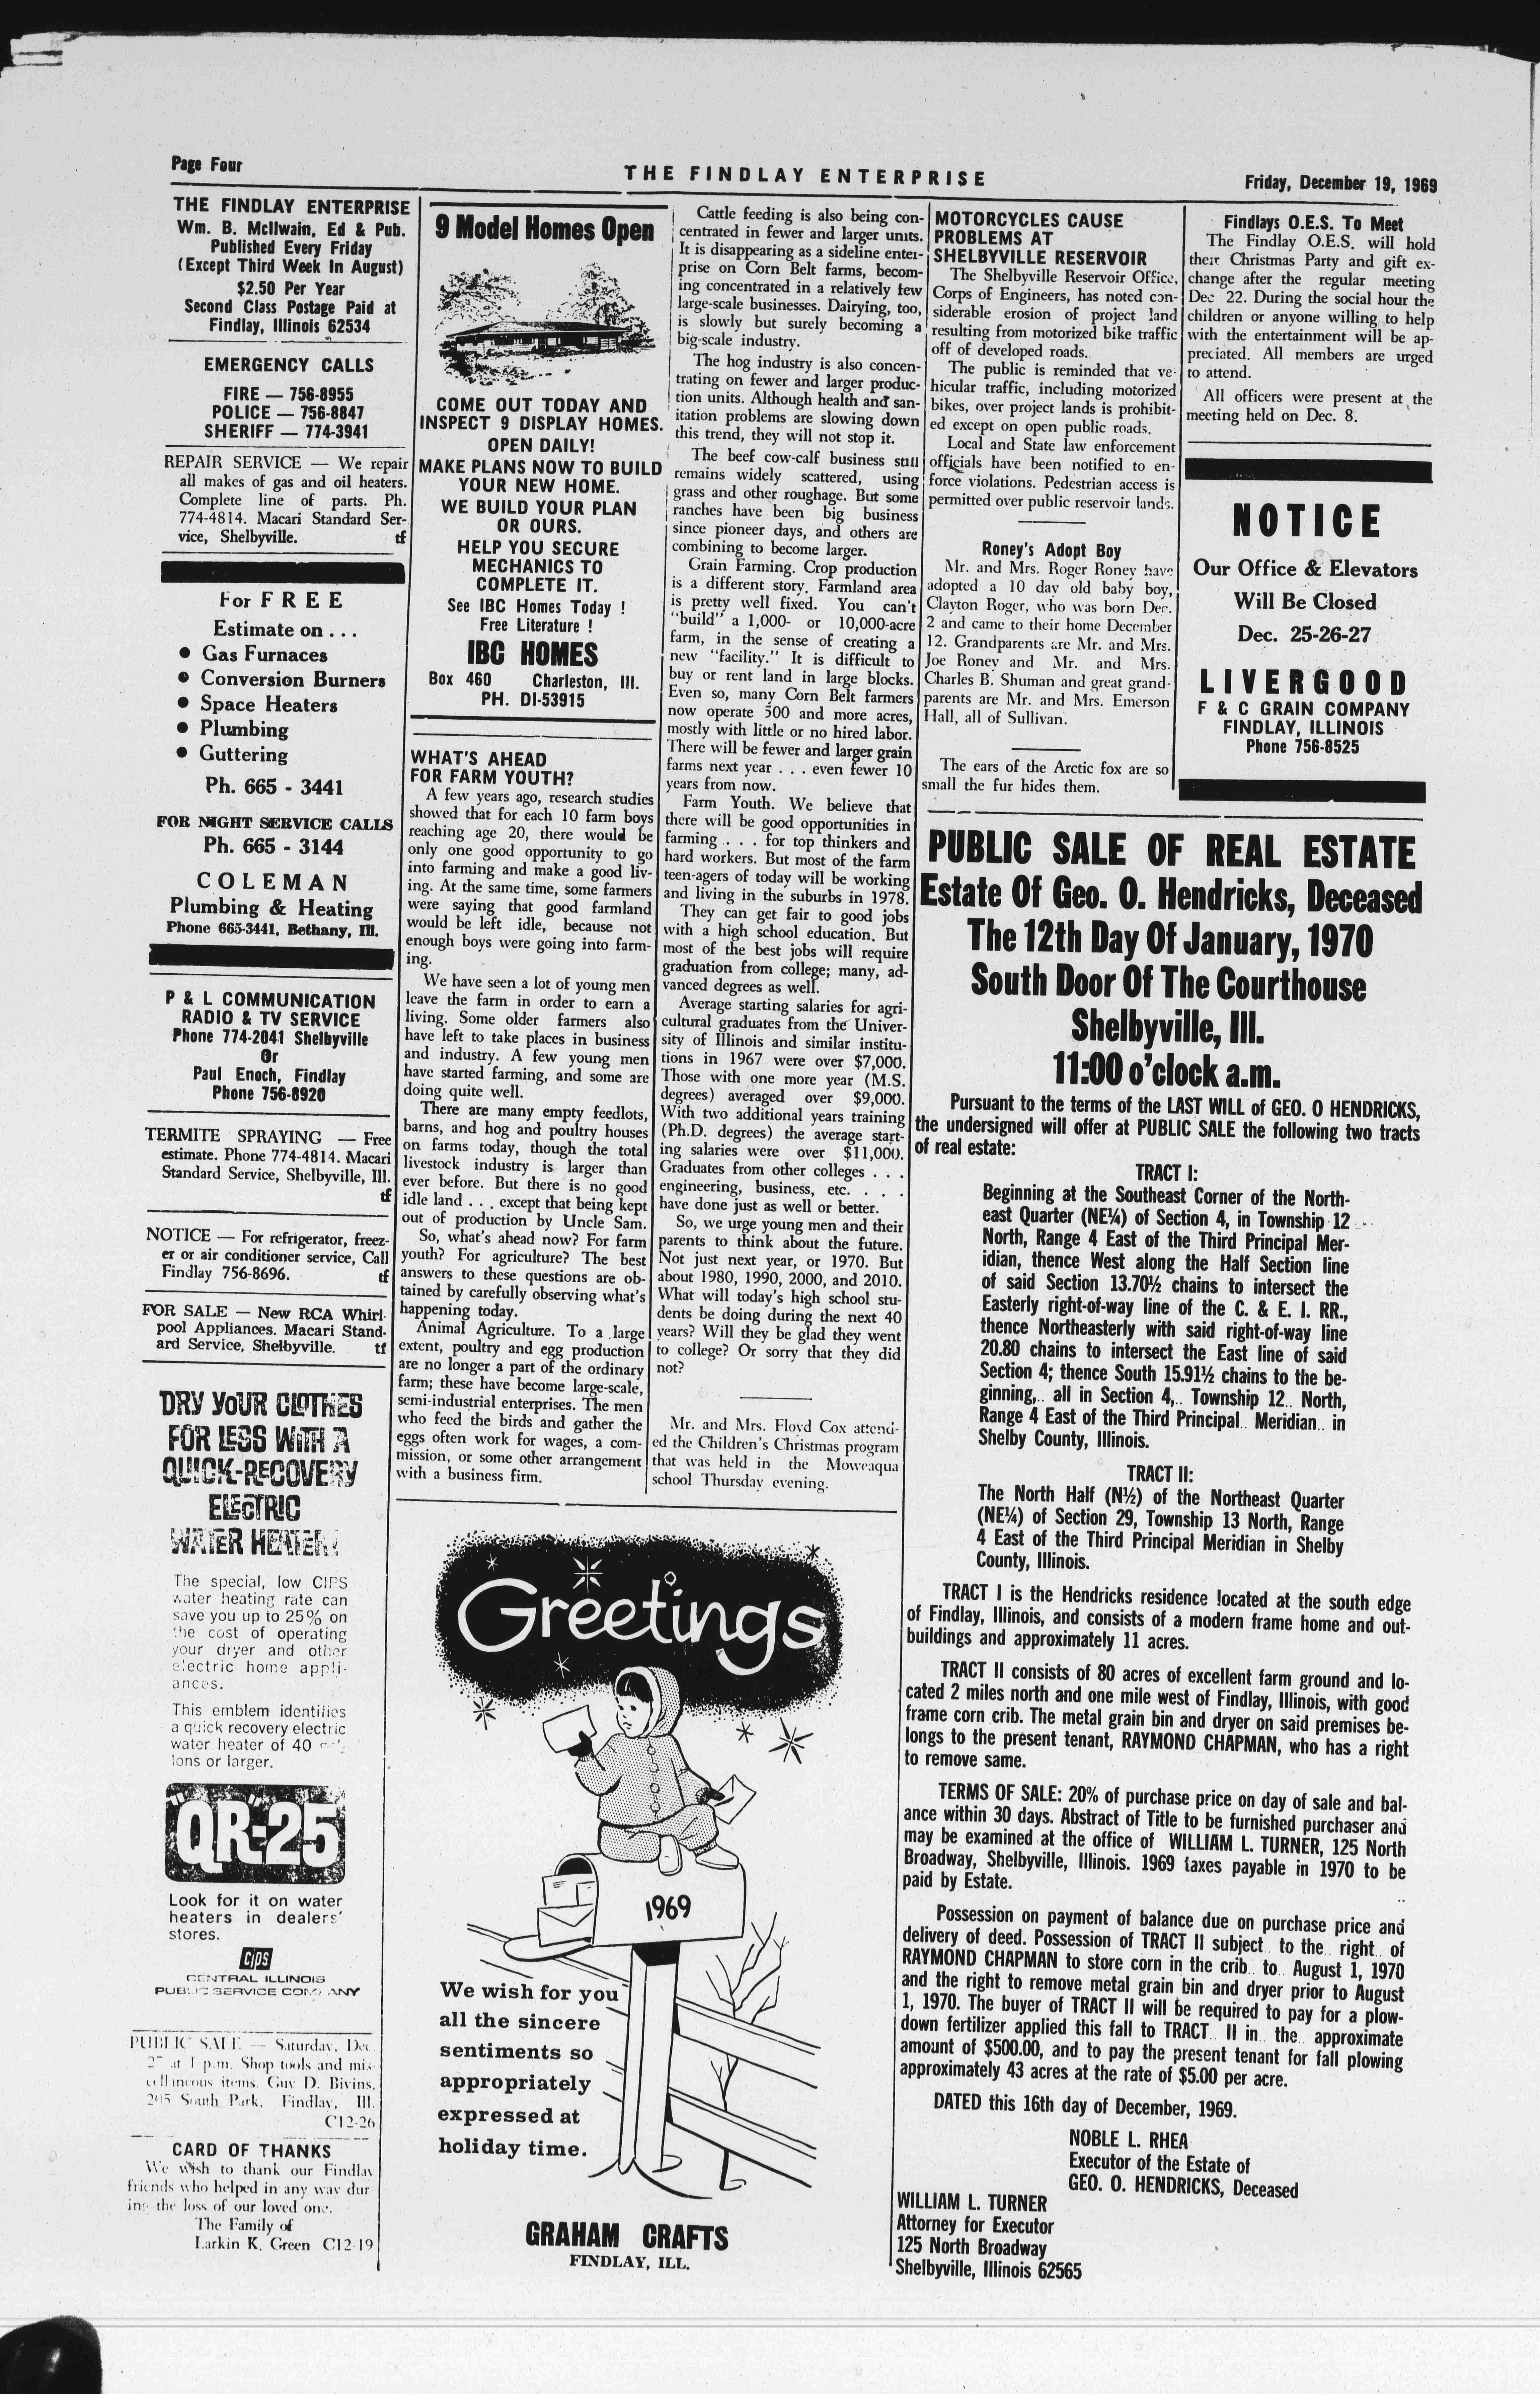 Page Four
THE FINDLAY ENTERPRISE
Friday, December 19, 1969
THE FINDLAY ENTERPRISE
Wm. B. McIlwain, Ed & Pub.
Published Every Friday
(Except Third Week In August)
$2.50 Per Year
Second Class Postage Paid at
Findlay, Illinois 62534
EMERGENCY CALLS
FIRE — 756-8955
POLICE — 756-8847
SHERIFF — 774-3941
REPAIR SERVICE — We repair
all makes of gas and oil heaters.
Complete line of parts. Ph.
774-4814. Macari Standard Ser-
vice, Shelbyville. tf
For FREE
Estimate on . . .
● Gas Furnaces
● Conversion Burners
● Space Heaters
● Plumbing
● Guttering
Ph. 665 - 3441
FOR NIGHT SERVICE CALLS
Ph. 665 - 3144
COLEMAN
Plumbing & Heating
Phone 665-3441, Bethany, Ill.
P & L COMMUNICATION
RADIO & TV SERVICE
Phone 774-2041 Shelbyville
Or
Paul Enoch, Findlay
Phone 756-8920
TERMITE SPRAYING — Free
estimate. Phone 774-4814. Macari
Standard Service, Shelbyville, Ill.
tf
NOTICE — For refrigerator, freez-
er or air conditioner service, Call
Findlay 756-8696. tf
FOR SALE — New RCA Whirl-
pool Appliances. Macari Stand-
ard Service, Shelbyville. tf
DRY YOUR CLOTHES
FOR LESS WITH A
QUICK-RECOVERY
ELECTRIC
WATER HEATER!
The special, low CIPS
water heating rate can
save you up to 25% on
the cost of operating
your dryer and other
electric home appli-
ances.
This emblem identifies
a quick recovery electric
water heater of 40 gal-
lons or larger.
"QR-25"
Look for it on water
heaters in dealers'
stores.
CIPS
CENTRAL ILLINOIS
PUBLIC SERVICE COMPANY
PUBLIC SALE — Saturday, Dec.
27 at 1 p.m. Shop tools and mis-
cellaneous items. Guy D. Bivins,
205 South Park, Findlay, Ill.
C12-26
CARD OF THANKS
We wish to thank our Findlay
friends who helped in any way dur-
ing the loss of our loved one.
The Family of
Larkin K. Green C12-19
9 Model Homes Open
COME OUT TODAY AND
INSPECT 9 DISPLAY HOMES.
OPEN DAILY!
MAKE PLANS NOW TO BUILD
YOUR NEW HOME.
WE BUILD YOUR PLAN
OR OURS.
HELP YOU SECURE
MECHANICS TO
COMPLETE IT.
See IBC Homes Today !
Free Literature !
IBC HOMES
Box 460 Charleston, Ill.
PH. DI-53915
WHAT'S AHEAD
FOR FARM YOUTH?
A few years ago, research studies
showed that for each 10 farm boys
reaching age 20, there would be
only one good opportunity to go
into farming and make a good liv-
ing. At the same time, some farmers
were saying that good farmland
would be left idle, because not
enough boys were going into farm-
ing.
We have seen a lot of young men
leave the farm in order to earn a
living. Some older farmers also
have left to take places in business
and industry. A few young men
have started farming, and some are
doing quite well.
There are many empty feedlots,
barns, and hog and poultry houses
on farms today, though the total
livestock industry is larger than
ever before. But there is no good
idle land . . . except that being kept
out of production by Uncle Sam.
So, what's ahead now? For farm
youth? For agriculture? The best
answers to these questions are ob-
tained by carefully observing what's
happening today.
Animal Agriculture. To a large
extent, poultry and egg production
are no longer a part of the ordinary
farm; these have become large-scale,
semi-industrial enterprises. The men
who feed the birds and gather the
eggs often work for wages, a com-
mission, or some other arrangement
with a business firm.
Cattle feeding is also being con-
centrated in fewer and larger units.
It is disappearing as a sideline enter-
prise on Corn Belt farms, becom-
ing concentrated in a relatively few
large-scale businesses. Dairying, too,
is slowly but surely becoming a
big-scale industry.
The hog industry is also concen-
trating on fewer and larger produc-
tion units. Although health and san-
itation problems are slowing down
this trend, they will not stop it.
The beef cow-calf business still
remains widely scattered, using
grass and other roughage. But some
ranches have been big business
since pioneer days, and others are
combining to become larger.
Grain Farming. Crop production
is a different story. Farmland area
is pretty well fixed. You can't
"build" a 1,000- or 10,000-acre
farm, in the sense of creating a
new "facility." It is difficult to
buy or rent land in large blocks.
Even so, many Corn Belt farmers
now operate 500 and more acres,
mostly with little or no hired labor.
There will be fewer and larger grain
farms next year . . . even fewer 10
years from now.
Farm Youth. We believe that
there will be good opportunities in
farming . . . for top thinkers and
hard workers. But most of the farm
teen-agers of today will be working
and living in the suburbs in 1978.
They can get fair to good jobs
with a high school education. But
most of the best jobs will require
graduation from college; many, ad-
vanced degrees as well.
Average starting salaries for agri-
cultural graduates from the Univer-
sity of Illinois and similar institu-
tions in 1967 were over $7,000.
Those with one more year (M.S.
degrees) averaged over $9,000.
With two additional years training
(Ph.D. degrees) the average start-
ing salaries were over $11,000.
Graduates from other colleges . . .
engineering, business, etc. . . .
have done just as well or better.
So, we urge young men and their
parents to think about the future.
Not just next year, or 1970. But
about 1980, 1990, 2000, and 2010.
What will today's high school stu-
dents be doing during the next 40
years? Will they be glad they went
to college? Or sorry that they did
not?
Mr. and Mrs. Floyd Cox attend-
ed the Children's Christmas program
that was held in the Moweaqua
school Thursday evening.
Greetings
1969
We wish for you
all the sincere
sentiments so
appropriately
expressed at
holiday time.
GRAHAM CRAFTS
FINDLAY, ILL.
MOTORCYCLES CAUSE
PROBLEMS AT
SHELBYVILLE RESERVOIR
The Shelbyville Reservoir Office,
Corps of Engineers, has noted con-
siderable erosion of project land
resulting from motorized bike traffic
off of developed roads.
The public is reminded that ve-
hicular traffic, including motorized
bikes, over project lands is prohibit-
ed except on open public roads.
Local and State law enforcement
officials have been notified to en-
force violations. Pedestrian access is
permitted over public reservoir lands.
Roney's Adopt Boy
Mr. and Mrs. Roger Roney have
adopted a 10 day old baby boy,
Clayton Roger, who was born Dec.
2 and came to their home December
12. Grandparents are Mr. and Mrs.
Joe Roney and Mr. and Mrs.
Charles B. Shuman and great grand-
parents are Mr. and Mrs. Emerson
Hall, all of Sullivan.
The ears of the Arctic fox are so
small the fur hides them.
Findlays O.E.S. To Meet
The Findlay O.E.S. will hold
their Christmas Party and gift ex-
change after the regular meeting
Dec 22. During the social hour the
children or anyone willing to help
with the entertainment will be ap-
preciated. All members are urged
to attend.
All officers were present at the
meeting held on Dec. 8.
NOTICE
Our Office & Elevators
Will Be Closed
Dec. 25-26-27
LIVERGOOD
F & C GRAIN COMPANY
FINDLAY, ILLINOIS
Phone 756-8525
PUBLIC SALE OF REAL ESTATE
Estate Of Geo. O. Hendricks, Deceased
The 12th Day Of January, 1970
South Door Of The Courthouse
Shelbyville, Ill.
11:00 o'clock a.m.
Pursuant to the terms of the LAST WILL of GEO. O HENDRICKS,
the undersigned will offer at PUBLIC SALE the following two tracts
of real estate:
TRACT I:
Beginning at the Southeast Corner of the North-
east Quarter (NE¼) of Section 4, in Township 12
North, Range 4 East of the Third Principal Mer-
idian, thence West along the Half Section line
of said Section 13.70½ chains to intersect the
Easterly right-of-way line of the C. & E. I. RR.,
thence Northeasterly with said right-of-way line
20.80 chains to intersect the East line of said
Section 4; thence South 15.91½ chains to the be-
ginning,.. all in Section 4,.. Township 12.. North,
Range 4 East of the Third Principal.. Meridian.. in
Shelby County, Illinois.
TRACT II:
The North Half (N½) of the Northeast Quarter
(NE¼) of Section 29, Township 13 North, Range
4 East of the Third Principal Meridian in Shelby
County, Illinois.
TRACT I is the Hendricks residence located at the south edge
of Findlay, Illinois, and consists of a modern frame home and out-
buildings and approximately 11 acres.
TRACT II consists of 80 acres of excellent farm ground and lo-
cated 2 miles north and one mile west of Findlay, Illinois, with good
frame corn crib. The metal grain bin and dryer on said premises be-
longs to the present tenant, RAYMOND CHAPMAN, who has a right
to remove same.
TERMS OF SALE: 20% of purchase price on day of sale and bal-
ance within 30 days. Abstract of Title to be furnished purchaser and
may be examined at the office of WILLIAM L. TURNER, 125 North
Broadway, Shelbyville, Illinois. 1969 taxes payable in 1970 to be
paid by Estate.
Possession on payment of balance due on purchase price and
delivery of deed. Possession of TRACT II subject.. to the.. right.. of
RAYMOND CHAPMAN to store corn in the crib.. to.. August 1, 1970
and the right to remove metal grain bin and dryer prior to August
1, 1970. The buyer of TRACT II will be required to pay for a plow-
down fertilizer applied this fall to TRACT.. II in.. the.. approximate
amount of $500.00, and to pay the present tenant for fall plowing
approximately 43 acres at the rate of $5.00 per acre.
DATED this 16th day of December, 1969.
NOBLE L. RHEA
Executor of the Estate of
GEO. O. HENDRICKS, Deceased
WILLIAM L. TURNER
Attorney for Executor
125 North Broadway
Shelbyville, Illinois 62565